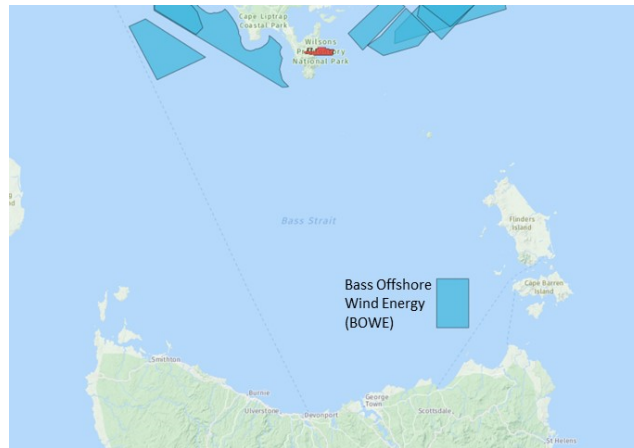 Cape Liptrap
Coastal Park
Wilsons
National Park
Bass Strait
Flinders
Island
Cape Barren
Island
Bass Offshore
Wind Energy
(BOWE)
Smithton
Burnie
Ulverstone
Devonport
George
Town
Scottsdale
St Helens